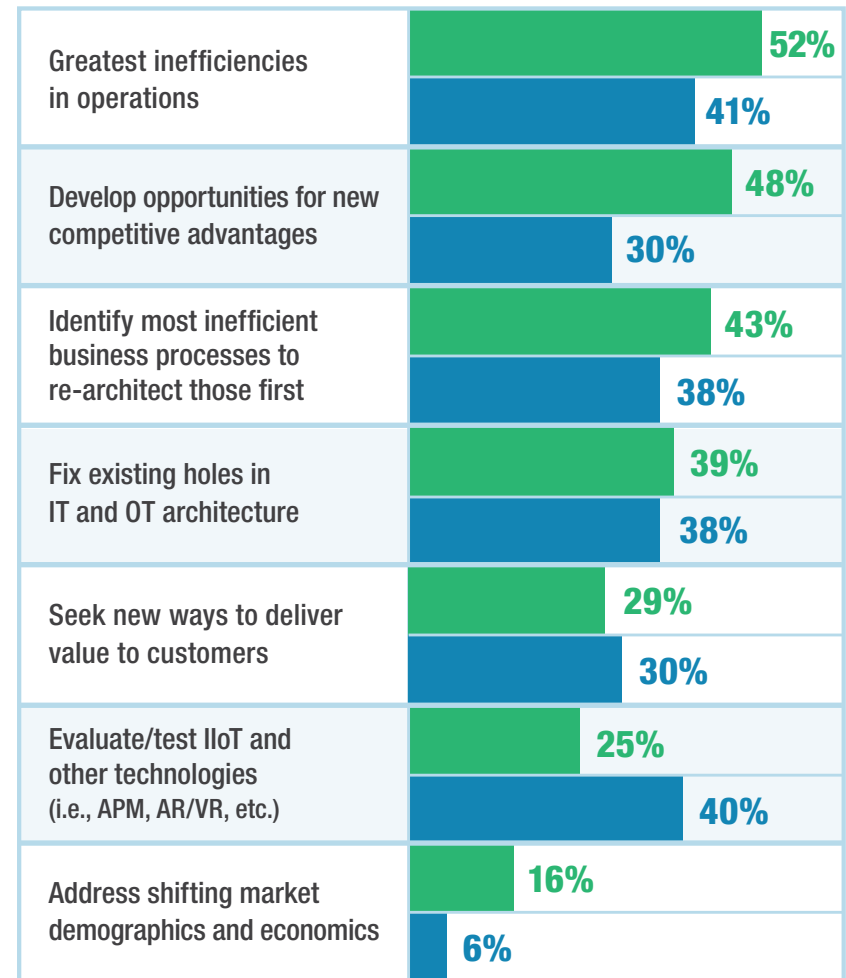 Greatest inefficiencies
in operations
52%
41%
Develop opportunities for new
competitive advantages
48%
30%
Identify most inefficient
business processes to
re-architect those first
43%
38%
Fix existing holes in
IT and OT architecture
39%
38%
Seek new ways to deliver
value to customers
29%
30%
Evaluate/test IIoT and
other technologies
(i.e., APM, AR/VR, etc.)
25%
40%
Address shifting market
demographics and economics
16%
6%